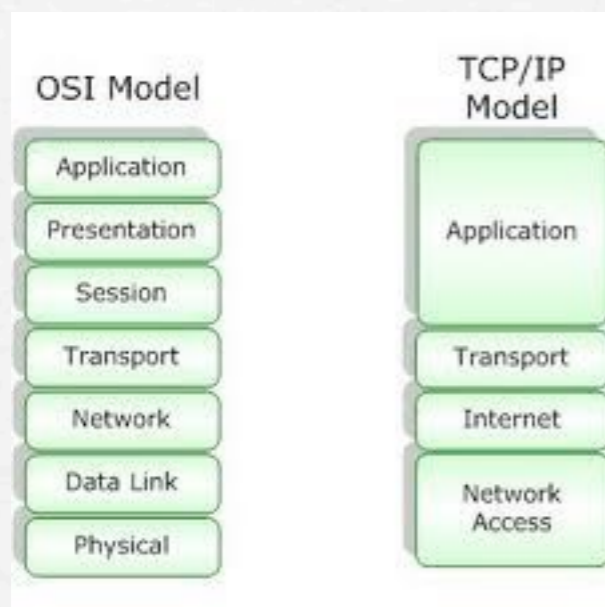 OSI Model
Application
Presentation
Session
Transport
Network
Data Link
Physical
TCP/IP
Model
Application
Transport
Internet
Network
Access